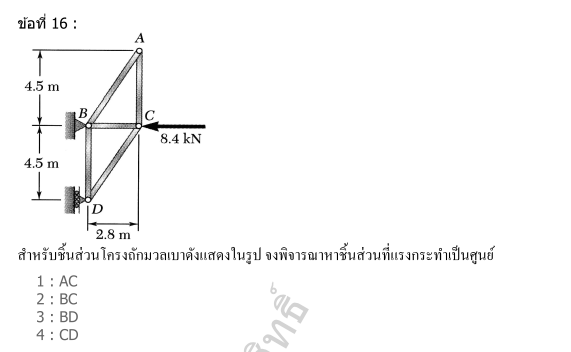 ข้อที่ 16 :
A
4.5 m
B
C
8.4 kN
4.5 m
D
2.8 m
สำหรับชิ้นส่วนโครงถักมวลเบาดังแสดงในรูป จงพิจารณาหาชิ้นส่วนที่แรงกระทำเป็นศูนย์
1 : AC
2 : BC
3 : BD
4 : CD